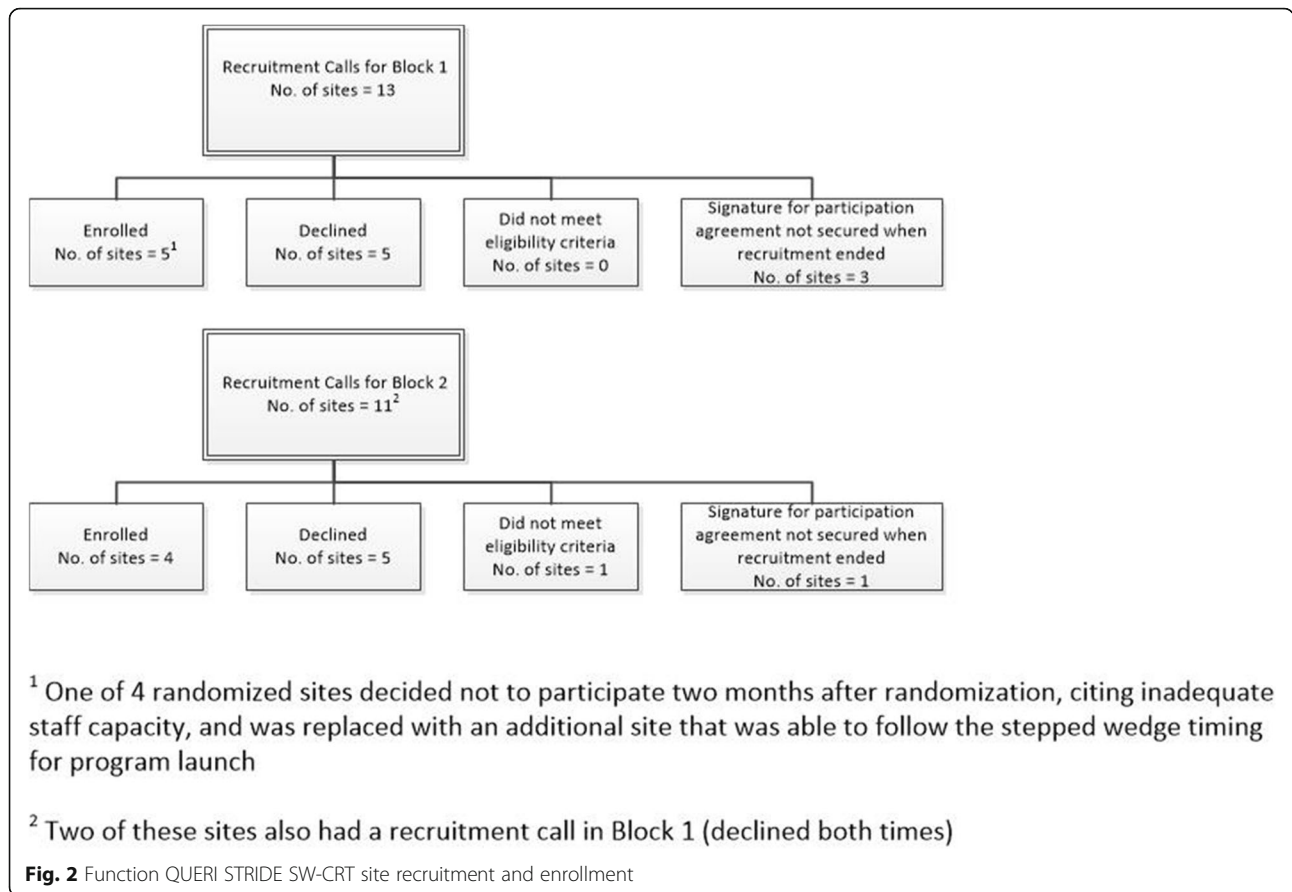 Recruitment Calls for Block 1
No. of sites = 13
Enrolled
No. of sites = 5¹
Declined
No. of sites = 5
Did not meet
eligibility criteria
No. of sites = 0
Signature for participation
agreement not secured when
recruitment ended
No. of sites = 3
Recruitment Calls for Block 2
No. of sites = 11²
Enrolled
No. of sites = 4
Declined
No. of sites = 5
Did not meet
eligibility criteria
No. of sites = 1
Signature for participation
agreement not secured when
recruitment ended
No. of sites = 1
¹ One of 4 randomized sites decided not to participate two months after randomization, citing inadequate
staff capacity, and was replaced with an additional site that was able to follow the stepped wedge timing
for program launch
² Two of these sites also had a recruitment call in Block 1 (declined both times)
Fig. 2 Function QUERI STRIDE SW-CRT site recruitment and enrollment